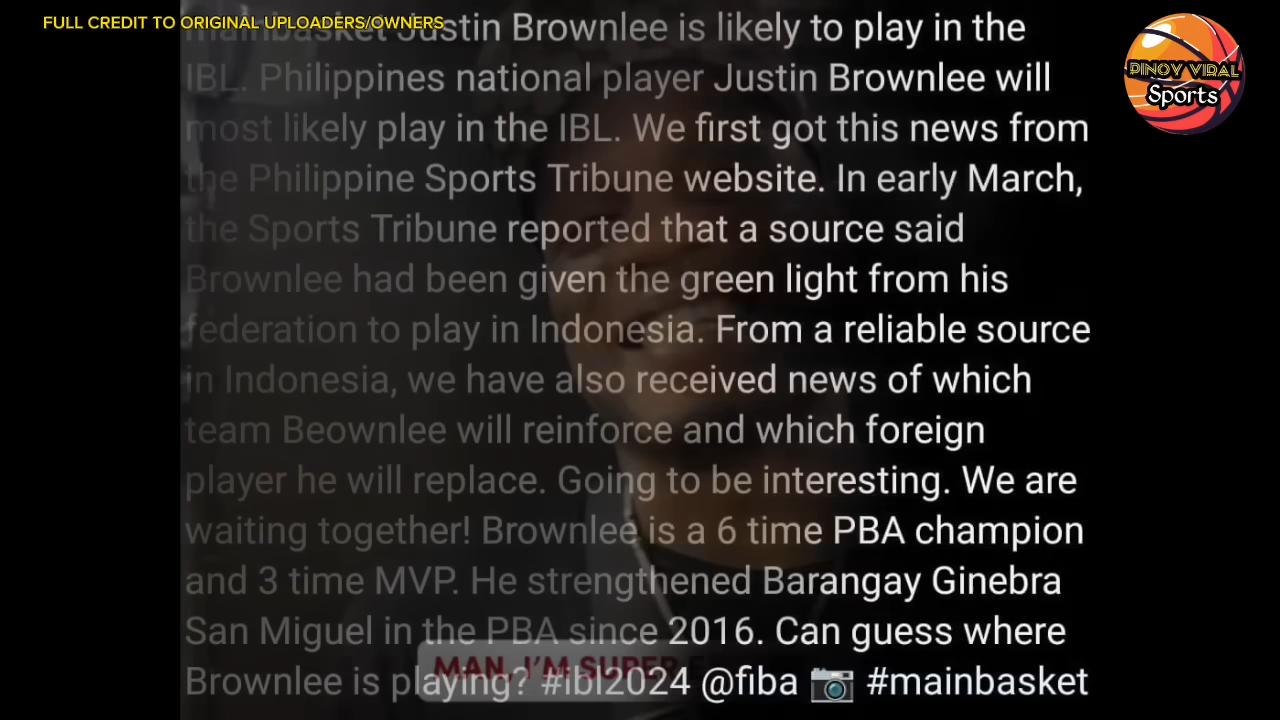 FULL CREDIT TO ORIGINAL UPLOADERS/OWNERS
mainbasket Justin Brownlee is likely to play in the
IBL. Philippines national player Justin Brownlee will
most likely play in the IBL. We first got this news from
the Philippine Sports Tribune website. In early March,
the Sports Tribune reported that a source said
Brownlee had been given the green light from his
federation to play in Indonesia. From a reliable source
in Indonesia, we have also received news of which
team Beownlee will reinforce and which foreign
player he will replace. Going to be interesting. We are
waiting together! Brownlee is a 6 time PBA champion
and 3 time MVP. He strengthened Barangay Ginebra
San Miguel in the PBA since 2016. Can guess where
Brownlee is playing? #ibl2024 @fiba 📷 #mainbasket
MAN, I'M SUPER
PINOY VIRAL
Sports